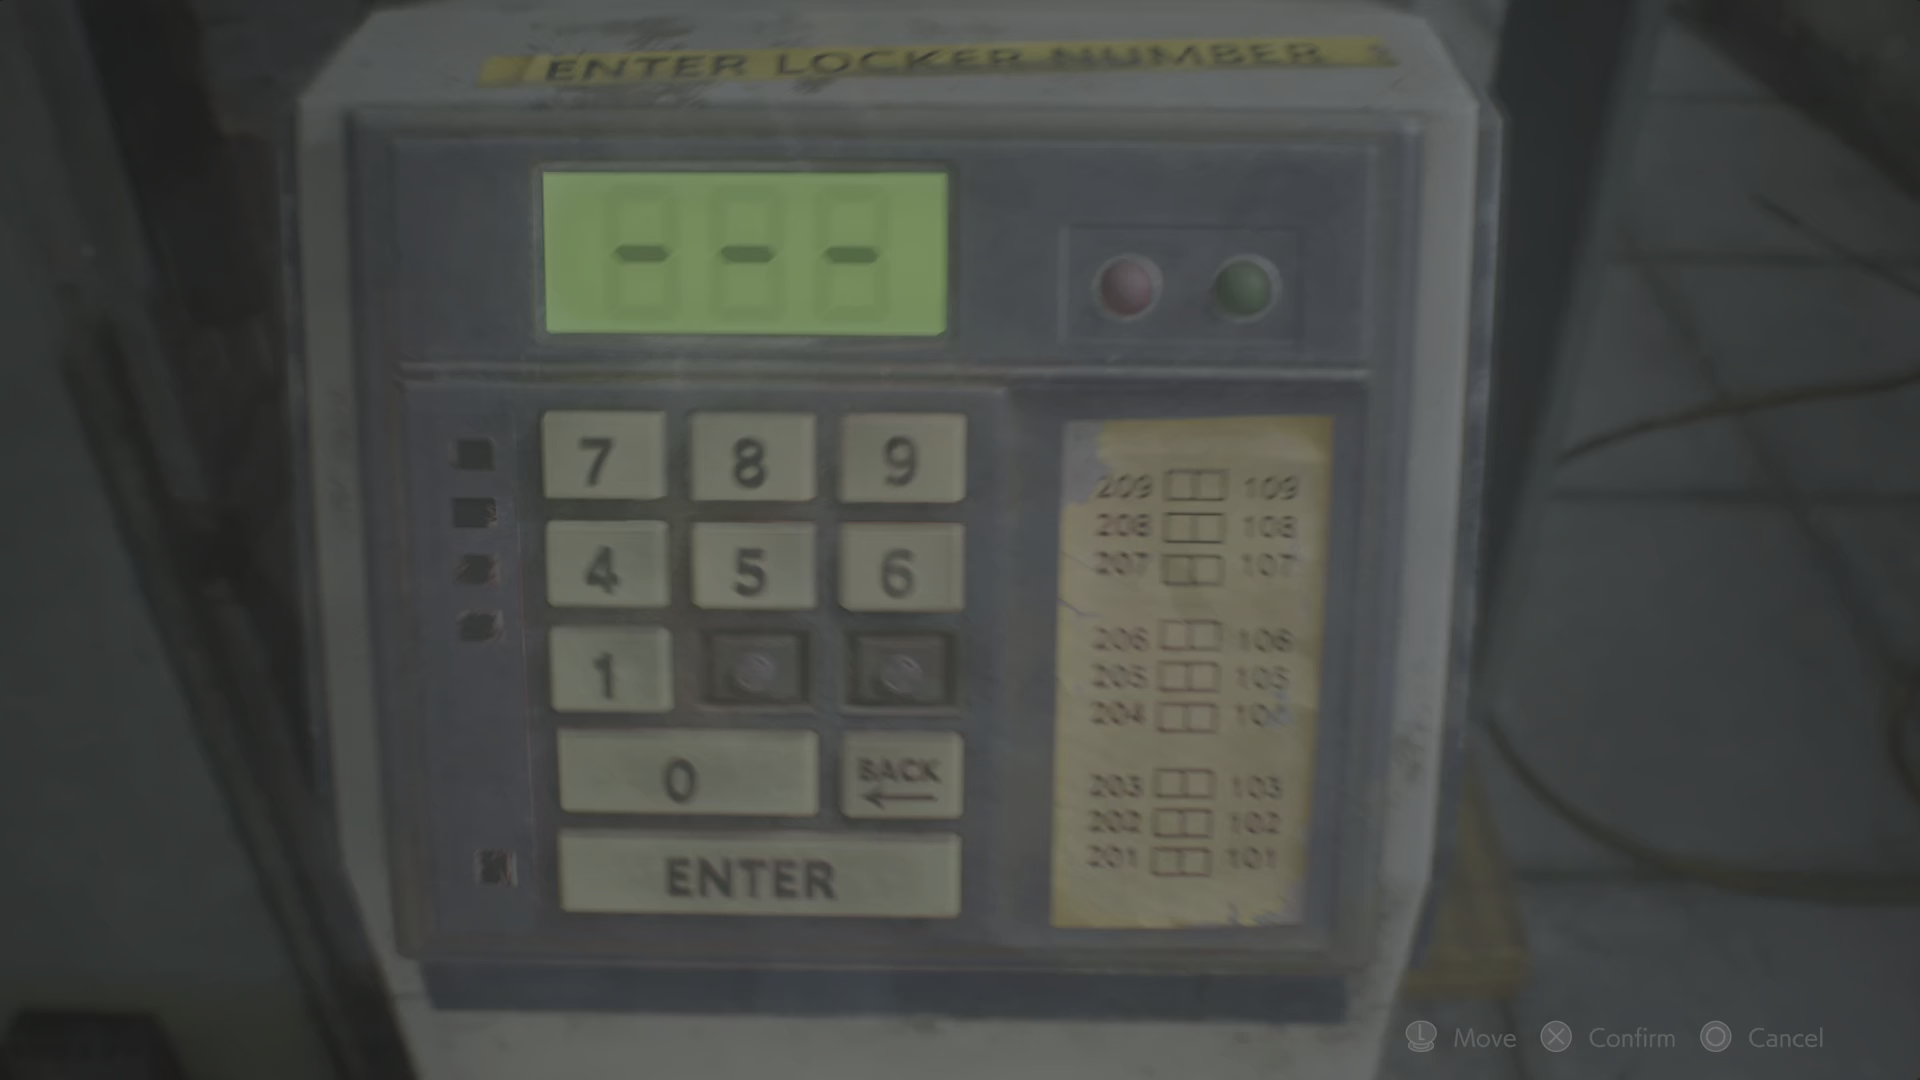 ENTER LOCKER NUMBER
- - -
7 8 9
4 5 6
1
0 BACK
ENTER
209 109
208 108
207 107
206 106
205 105
204 104
203 103
202 102
201 101
L Move Confirm Cancel